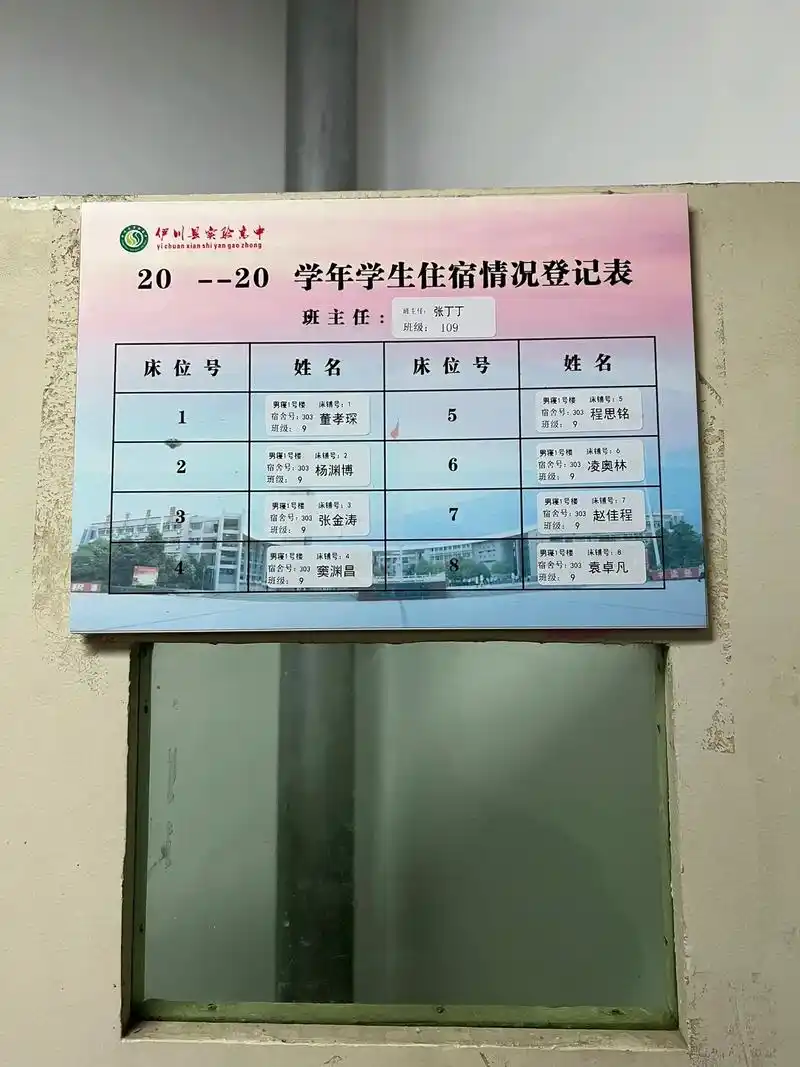 伊川县实验高中
yi chuan xian shi yan gao zhong
20 --20 学年学生住宿情况登记表
班主任：
班主任： 张丁丁
班级： 109
床位号 姓名 床位号 姓名
1
男寝1号楼 床铺号：1
宿舍号：303 董孝琛
班级： 9
5
男寝1号楼 床铺号：5
宿舍号：303 程思铭
班级： 9
2
男寝1号楼 床铺号：2
宿舍号：303 杨渊博
班级： 9
6
男寝1号楼 床铺号：6
宿舍号：303 凌奥林
班级： 9
3
男寝1号楼 床铺号：3
宿舍号：303 张金涛
班级： 9
7
男寝1号楼 床铺号：7
宿舍号：303 赵佳程
班级： 9
4
男寝1号楼 床铺号：4
宿舍号：303 窦渊昌
班级： 9
8
男寝1号楼 床铺号：8
宿舍号：303 袁卓凡
班级： 9